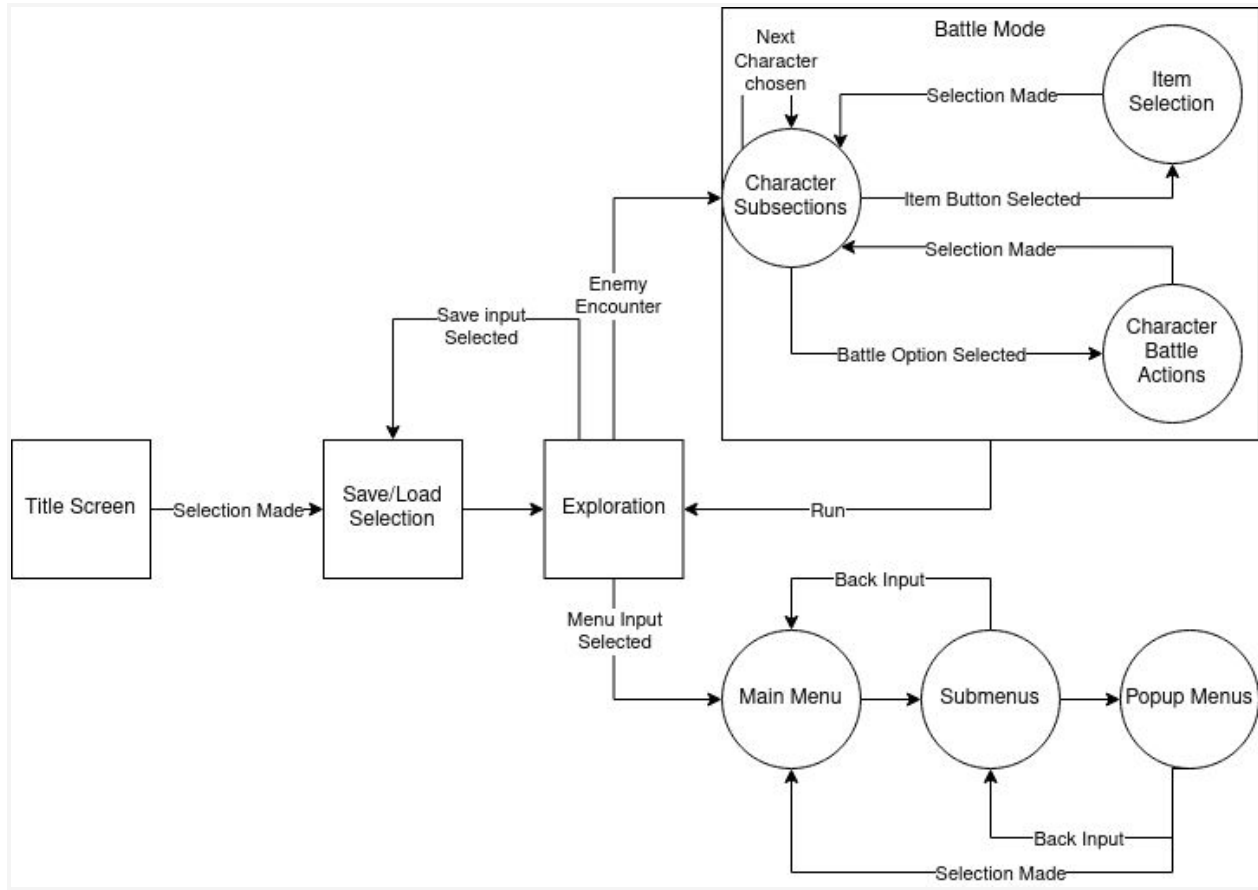 Battle Mode
Next
Character
chosen
Item
Selection
Selection Made
Character
Subsections
Item Button Selected
Selection Made
Enemy
Encounter
Save input
Selected
Battle Option Selected
Character
Battle
Actions
Title Screen
Selection Made
Save/Load
Selection
Exploration
Run
Back Input
Menu Input
Selected
Main Menu
Submenus
Popup Menus
Back Input
Selection Made